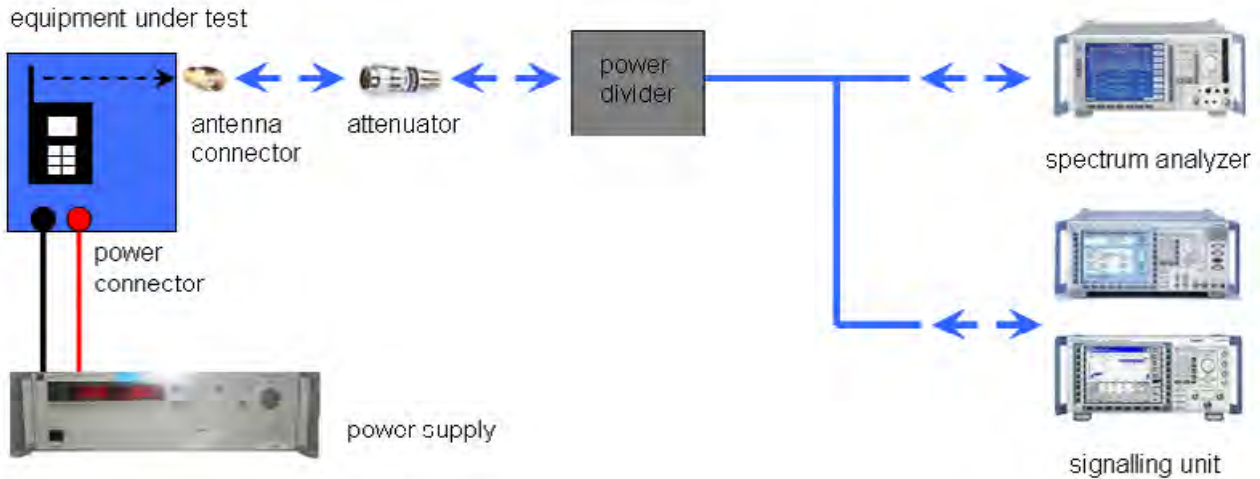 equipment under test
power
divider
antenna
connector
attenuator
spectrum analyzer
power
connector
power supply
signalling unit